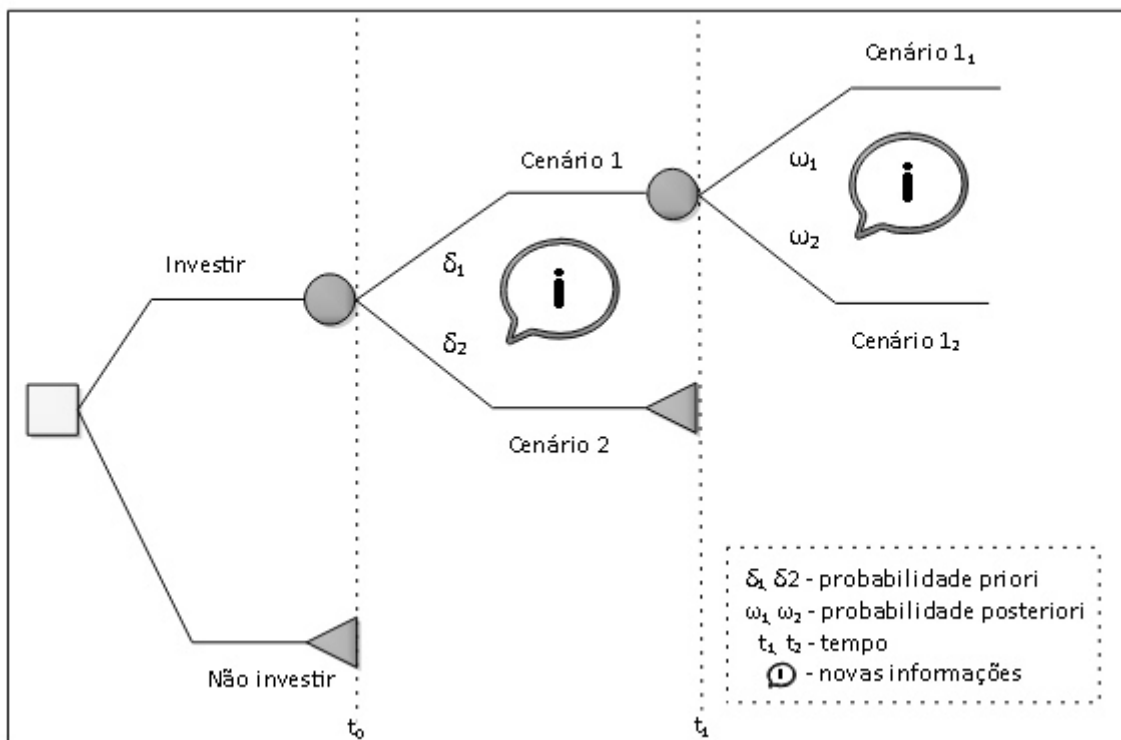 Cenário 1₁
Cenário 1
ω₁
i
Investir
δ₁
i
ω₂
δ₂
Cenário 1₂
Cenário 2
δ₁, δ2 - probabilidade priori
ω₁, ω₂ - probabilidade posteriori
t₁, t₂ - tempo
i - novas informações
Não investir
t₀
t₁